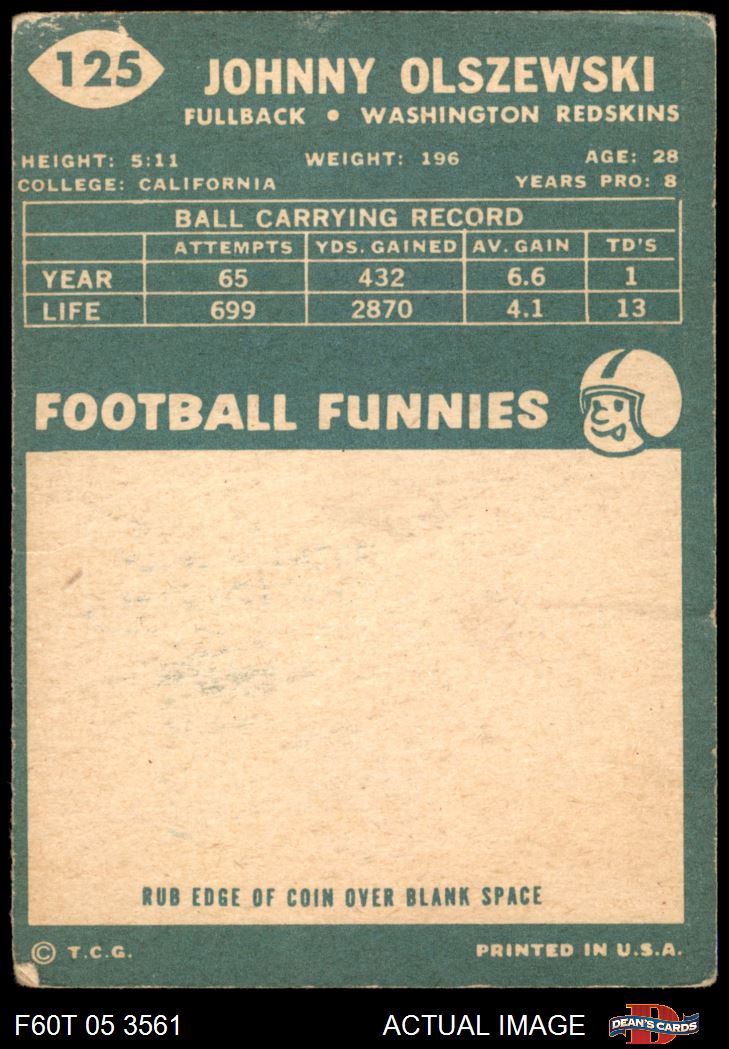 125
JOHNNY OLSZEWSKI
FULLBACK • WASHINGTON REDSKINS
HEIGHT: 5:11 WEIGHT: 196 AGE: 28
COLLEGE: CALIFORNIA YEARS PRO: 8
BALL CARRYING RECORD
ATTEMPTS YDS. GAINED AV. GAIN TD'S
YEAR 65 432 6.6 1
LIFE 699 2870 4.1 13
FOOTBALL FUNNIES
RUB EDGE OF COIN OVER BLANK SPACE
© T.C.G. PRINTED IN U.S.A.
F60T 05 3561 ACTUAL IMAGE D DEAN'S CARDS